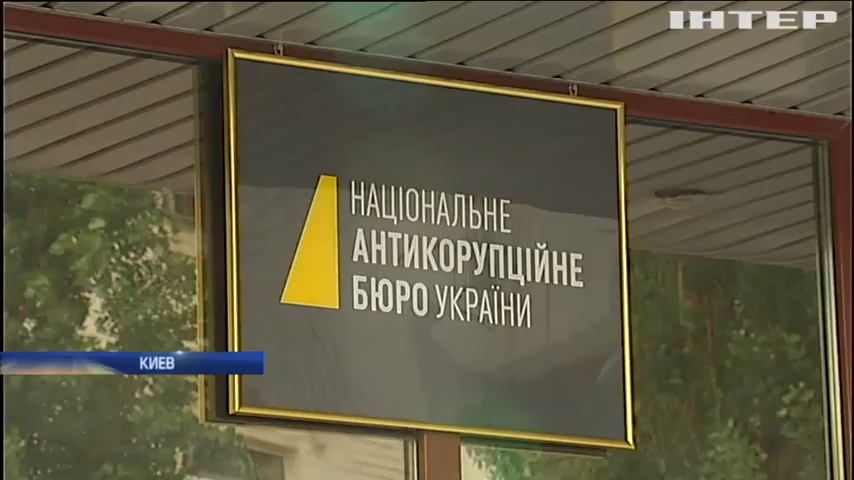 ІНТЕР
НАЦІОНАЛЬНЕ
АНТИКОРУПЦІЙНЕ
БЮРО УКРАЇНИ
КИЕВ